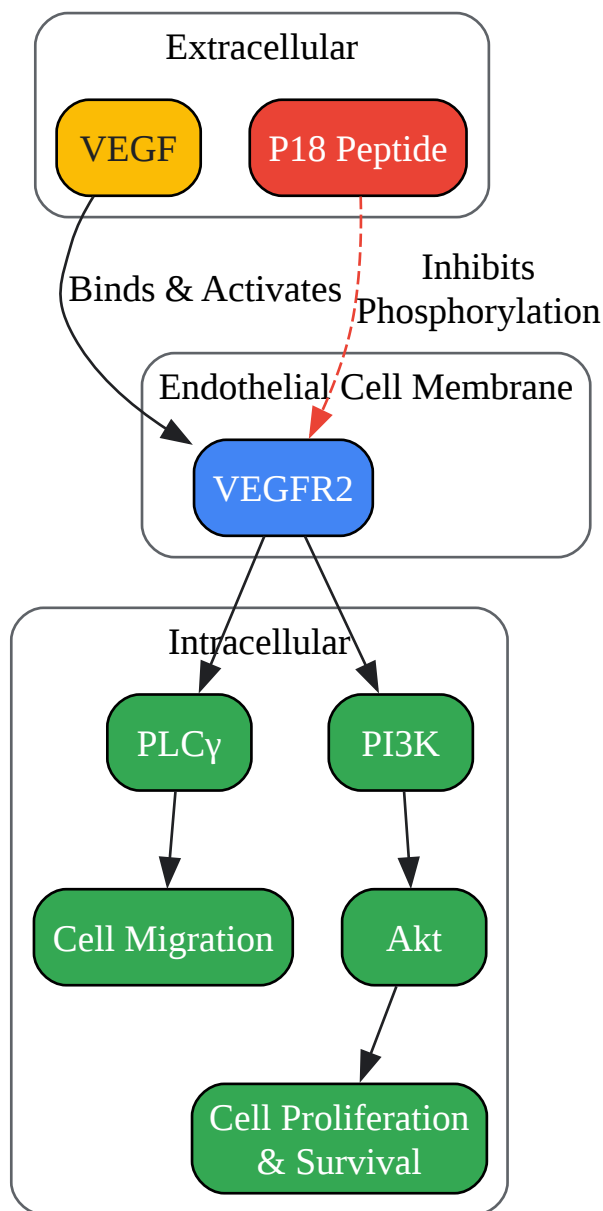 Extracellular
VEGF
P18 Peptide
Binds & Activates
Inhibits
Phosphorylation
Endothelial Cell Membrane
VEGFR2
Intracellular
PLCγ
PI3K
Cell Migration
Akt
Cell Proliferation
& Survival